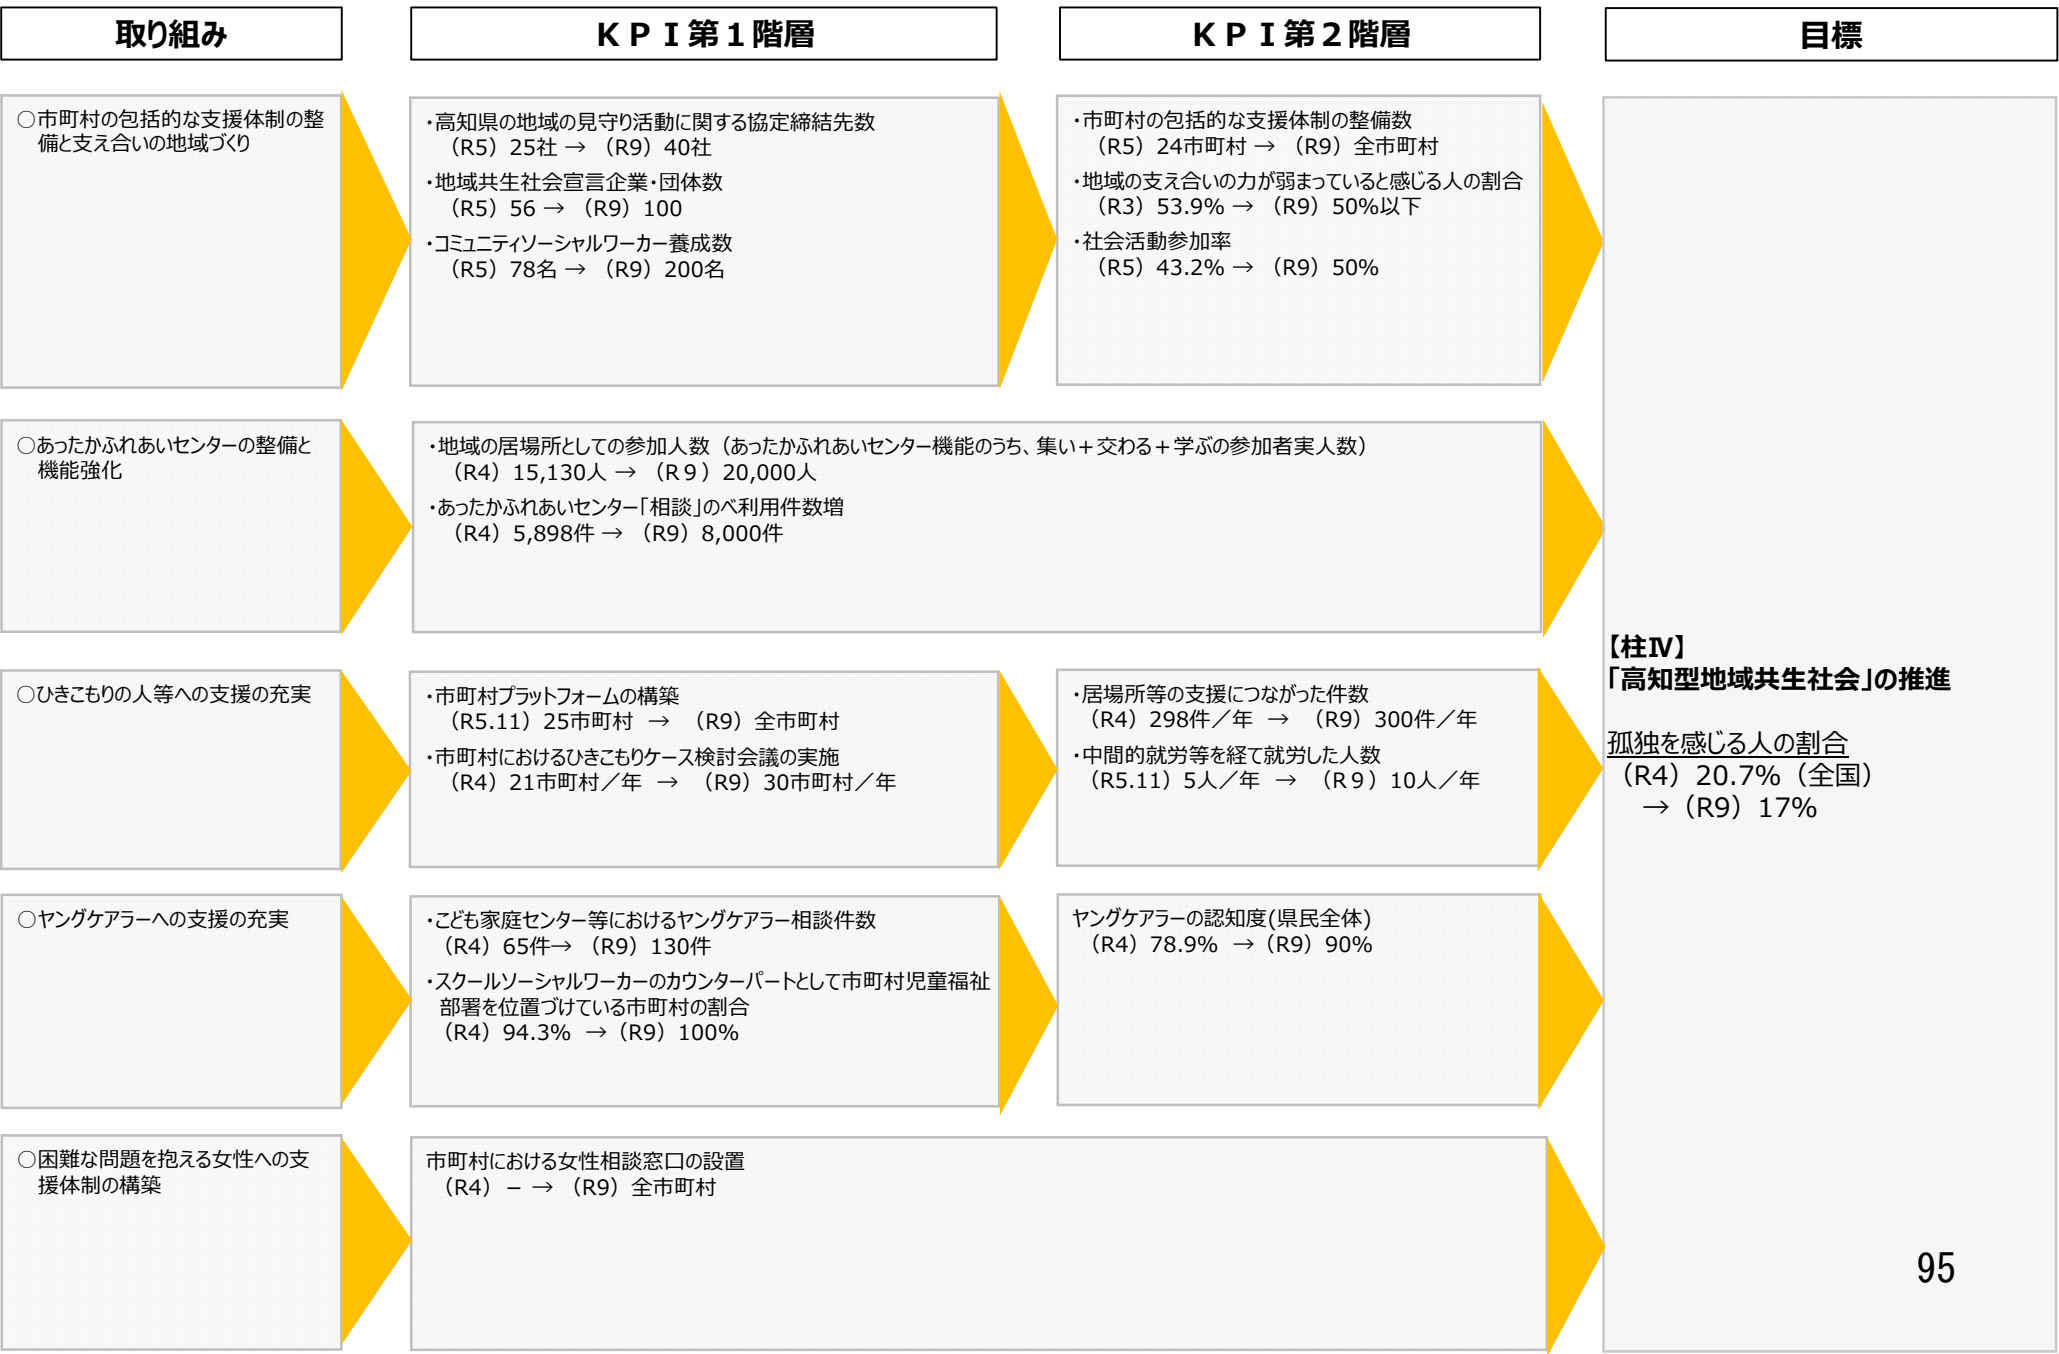 取り組み
ＫＰＩ第１階層
ＫＰＩ第２階層
目標
○市町村の包括的な支援体制の整
備と支え合いの地域づくり
・高知県の地域の見守り活動に関する協定締結先数
（R5）25社 → （R9）40社
・地域共生社会宣言企業・団体数
（R5）56 → （R9）100
・コミュニティソーシャルワーカー養成数
（R5）78名 → （R9）200名
・市町村の包括的な支援体制の整備数
（R5）24市町村 → （R9）全市町村
・地域の支え合いの力が弱まっていると感じる人の割合
（R3）53.9% → （R9）50%以下
・社会活動参加率
（R5）43.2% → （R9）50%
○あったかふれあいセンターの整備と
機能強化
・地域の居場所としての参加人数（あったかふれあいセンター機能のうち、集い＋交わる＋学ぶの参加者実人数）
（R4）15,130人 → （R９）20,000人
・あったかふれあいセンター「相談」のべ利用件数増
（R4）5,898件 → （R9）8,000件
○ひきこもりの人等への支援の充実
・市町村プラットフォームの構築
（R5.11）25市町村 → （R9）全市町村
・市町村におけるひきこもりケース検討会議の実施
（R4）21市町村／年 → （R9）30市町村／年
・居場所等の支援につながった件数
（R4）298件／年 → （R9）300件／年
・中間的就労等を経て就労した人数
（R5.11）5人／年 → （R９）10人／年
○ヤングケアラーへの支援の充実
・こども家庭センター等におけるヤングケアラー相談件数
（R4）65件→ （R9）130件
・スクールソーシャルワーカーのカウンターパートとして市町村児童福祉
部署を位置づけている市町村の割合
（R4）94.3% →（R9）100%
ヤングケアラーの認知度(県民全体)
（R4）78.9% →（R9）90%
○困難な問題を抱える女性への支
援体制の構築
市町村における女性相談窓口の設置
（R4）－ → （R9）全市町村
【柱Ⅳ】
「高知型地域共生社会」の推進
孤独を感じる人の割合
（R4）20.7%（全国）
→（R9）17%
95